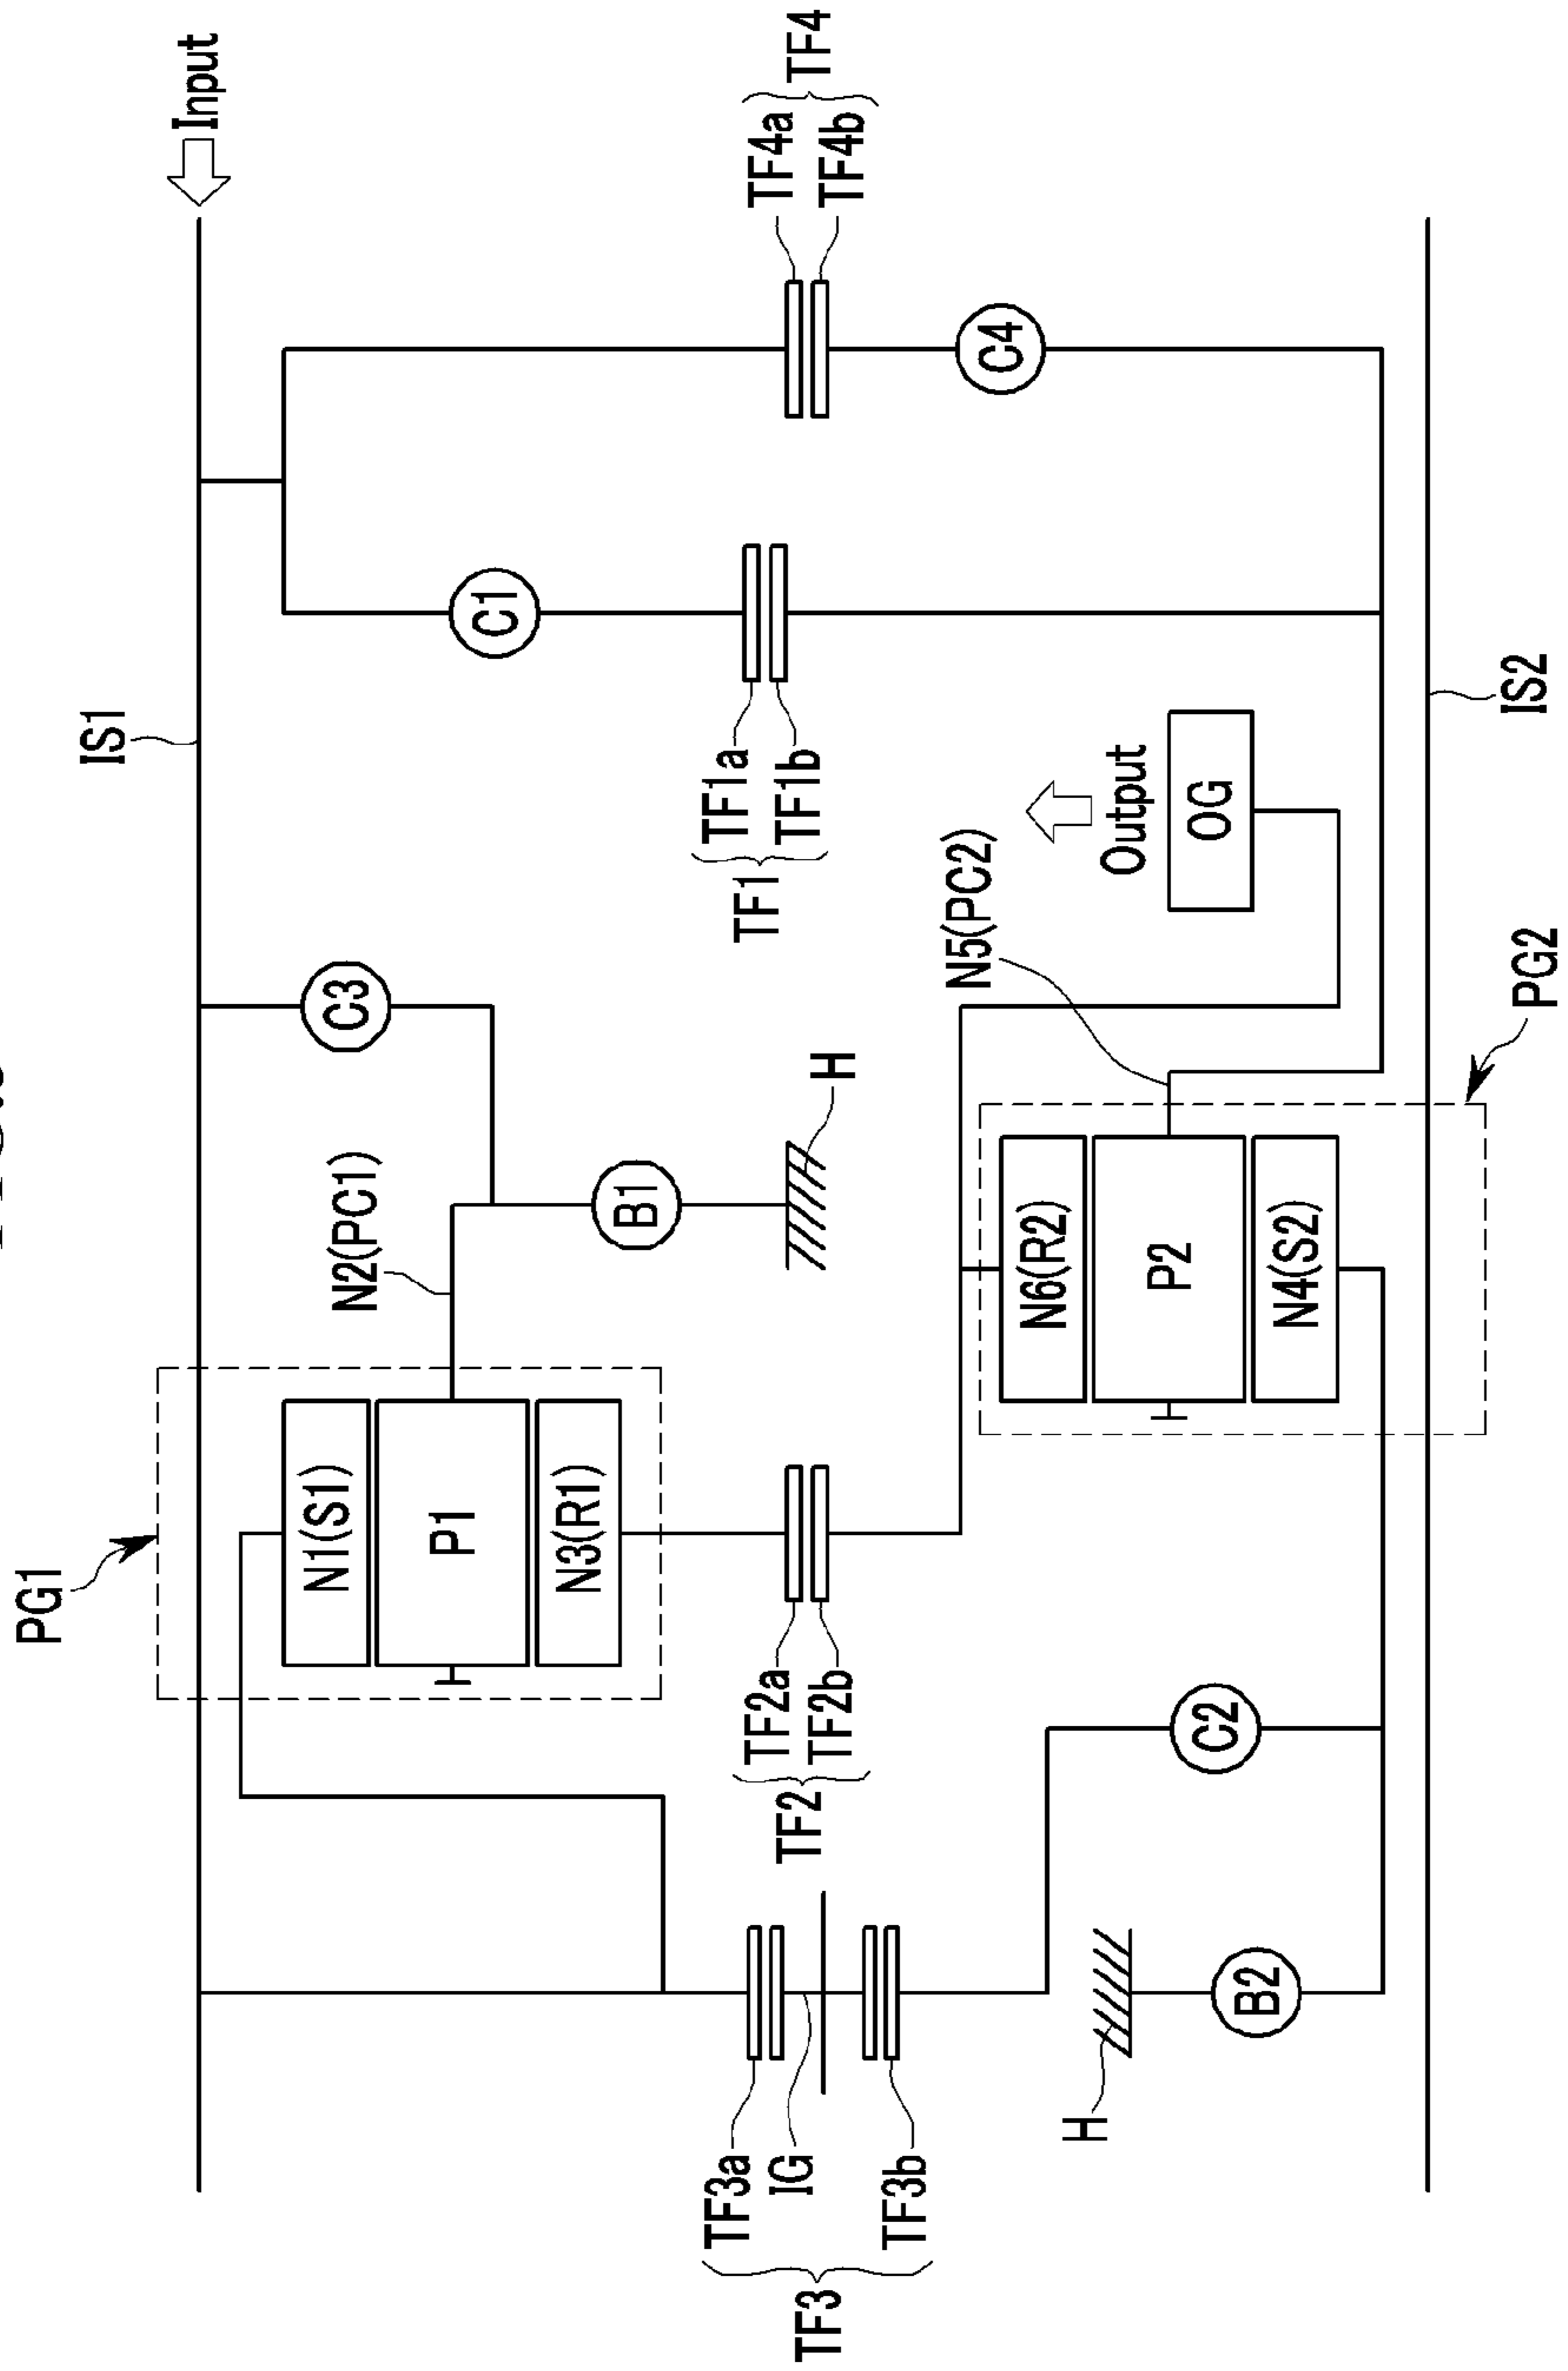 PG1
IS1
Input
N1(S1)
P1
N3(R1)
N2(PC1)
C3
C1
B1
H
TF1a
TF1b
TF1
TF4a
TF4b
TF4
C4
TF2a
TF2b
TF2
TF3a
IG
TF3b
TF3
N5(PC2)
Output
OG
N6(R2)
P2
N4(S2)
C2
B2
H
PG2
IS2